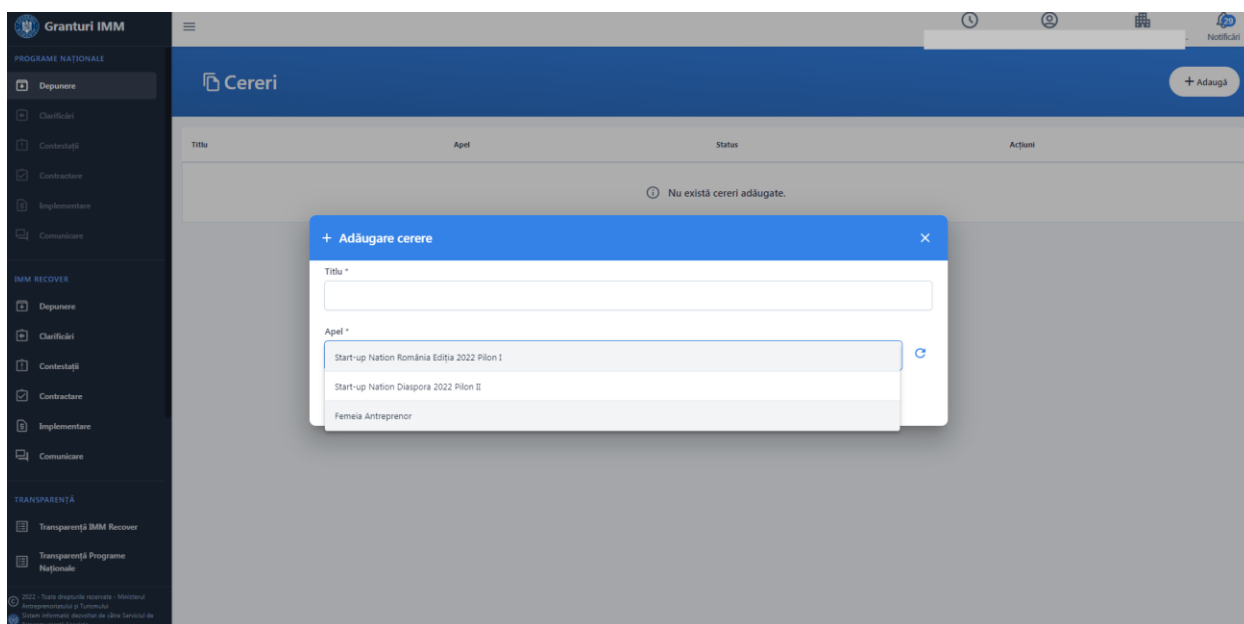 Granturi IMM
Notificări
29
PROGRAME NAȚIONALE
Depunere
Clarificări
Contestații
Contractare
Implementare
Comunicare
IMM RECOVER
Depunere
Clarificări
Contestații
Contractare
Implementare
Comunicare
TRANSPARENȚĂ
Transparență IMM Recover
Transparență Programe
Naționale
2022 - Toate drepturile rezervate - Ministerul
Antreprenoriatului și Turismului
Sistem informatic dezvoltat de către Serviciul de
Cereri
+ Adaugă
Titlu Apel Status Acțiuni
Nu există cereri adăugate.
+ Adăugare cerere
Titlu *
Apel *
Start-up Nation România Ediția 2022 Pilon I
Start-up Nation Diaspora 2022 Pilon II
Femeia Antreprenor